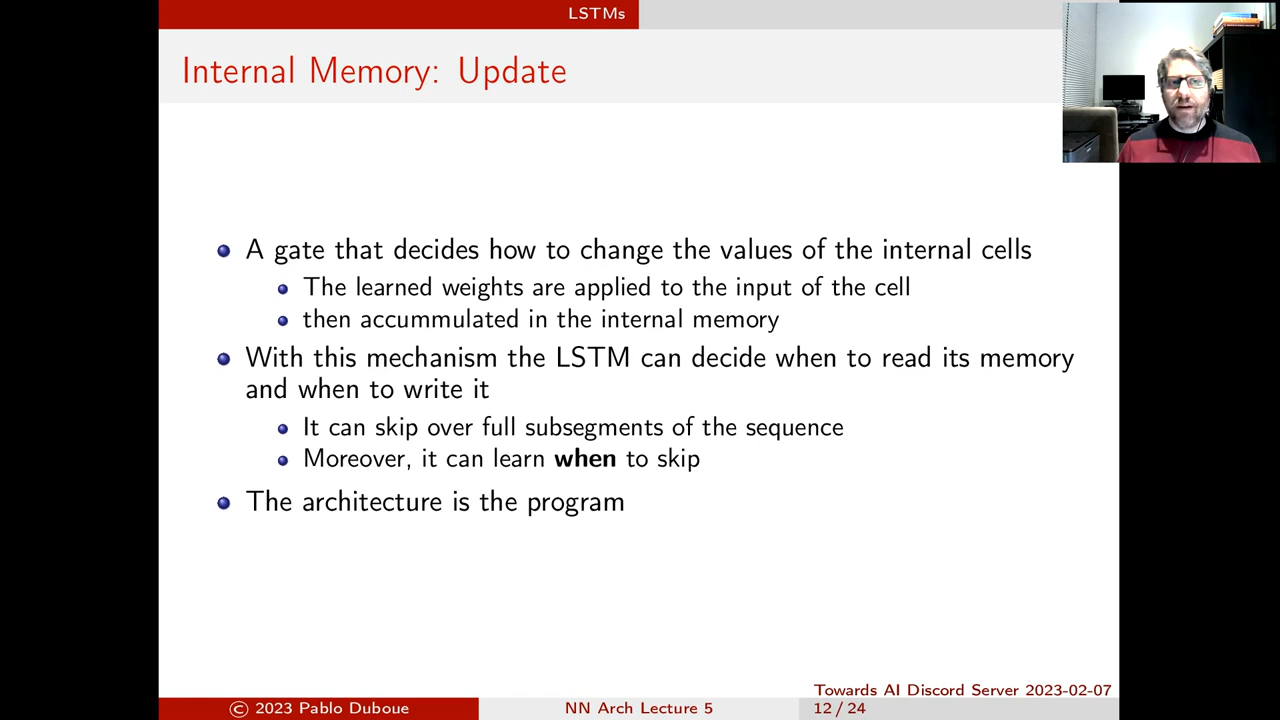 LSTMs
Internal Memory: Update
A gate that decides how to change the values of the internal cells
The learned weights are applied to the input of the cell
then accummulated in the internal memory
With this mechanism the LSTM can decide when to read its memory
and when to write it
It can skip over full subsegments of the sequence
Moreover, it can learn when to skip
The architecture is the program
Towards AI Discord Server 2023-02-07
© 2023 Pablo Duboue
NN Arch Lecture 5
12 / 24